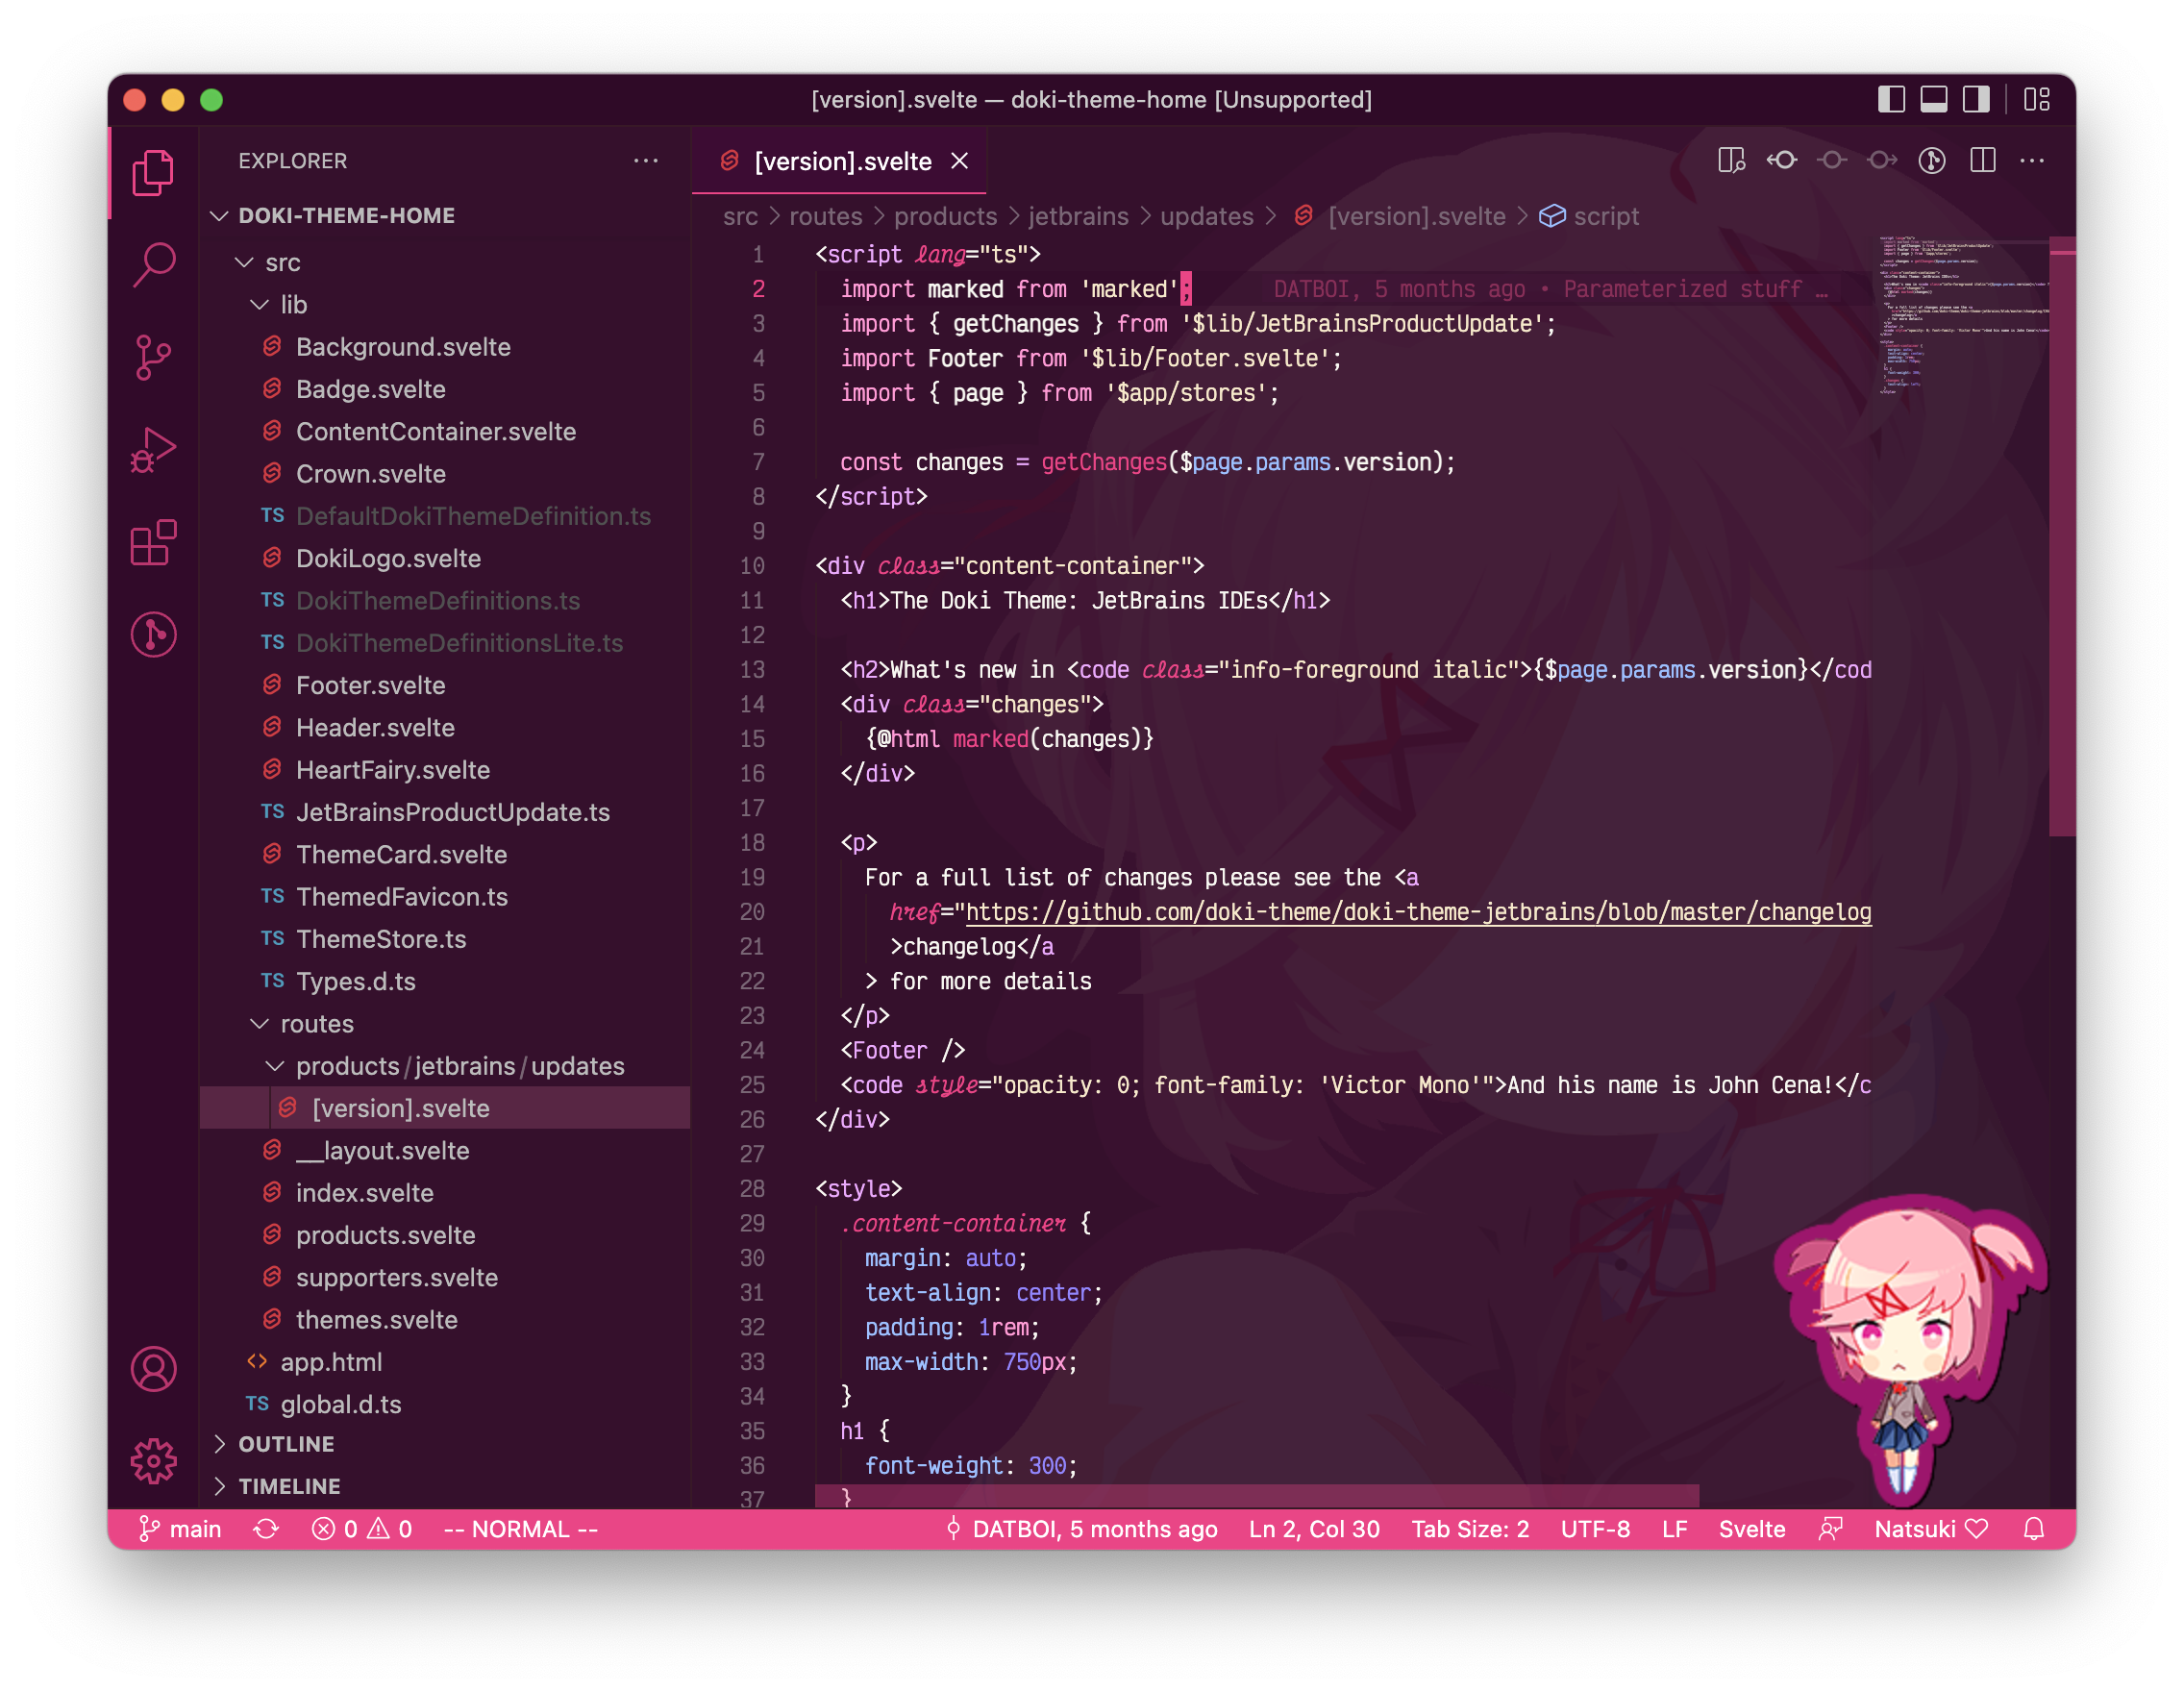 [version].svelte — doki-theme-home [Unsupported]
EXPLORER
DOKI-THEME-HOME
src
lib
Background.svelte
Badge.svelte
ContentContainer.svelte
Crown.svelte
TS DefaultDokiThemeDefinition.ts
DokiLogo.svelte
TS DokiThemeDefinitions.ts
TS DokiThemeDefinitionsLite.ts
Footer.svelte
Header.svelte
HeartFairy.svelte
TS JetBrainsProductUpdate.ts
ThemeCard.svelte
TS ThemedFavicon.ts
TS ThemeStore.ts
TS Types.d.ts
routes
products/jetbrains/updates
[version].svelte
__layout.svelte
index.svelte
products.svelte
supporters.svelte
themes.svelte
<> app.html
TS global.d.ts
OUTLINE
TIMELINE
[version].svelte
src > routes > products > jetbrains > updates > [version].svelte > script
1 <script lang="ts">
2 import marked from 'marked'; DATBOI, 5 months ago • Parameterized stuff …
3 import { getChanges } from '$lib/JetBrainsProductUpdate';
4 import Footer from '$lib/Footer.svelte';
5 import { page } from '$app/stores';
6
7 const changes = getChanges($page.params.version);
8 </script>
9
10 <div class="content-container">
11 <h1>The Doki Theme: JetBrains IDEs</h1>
12
13 <h2>What's new in <code class="info-foreground italic">{$page.params.version}</cod
14 <div class="changes">
15 {@html marked(changes)}
16 </div>
17
18 <p>
19 For a full list of changes please see the <a
20 href="https://github.com/doki-theme/doki-theme-jetbrains/blob/master/changelog
21 >changelog</a
22 > for more details
23 </p>
24 <Footer />
25 <code style="opacity: 0; font-family: 'Victor Mono'">And his name is John Cena!</c
26 </div>
27
28 <style>
29 .content-container {
30 margin: auto;
31 text-align: center;
32 padding: 1rem;
33 max-width: 750px;
34 }
35 h1 {
36 font-weight: 300;
37 }
main 0 0 -- NORMAL -- DATBOI, 5 months ago Ln 2, Col 30 Tab Size: 2 UTF-8 LF Svelte Natsuki ♡